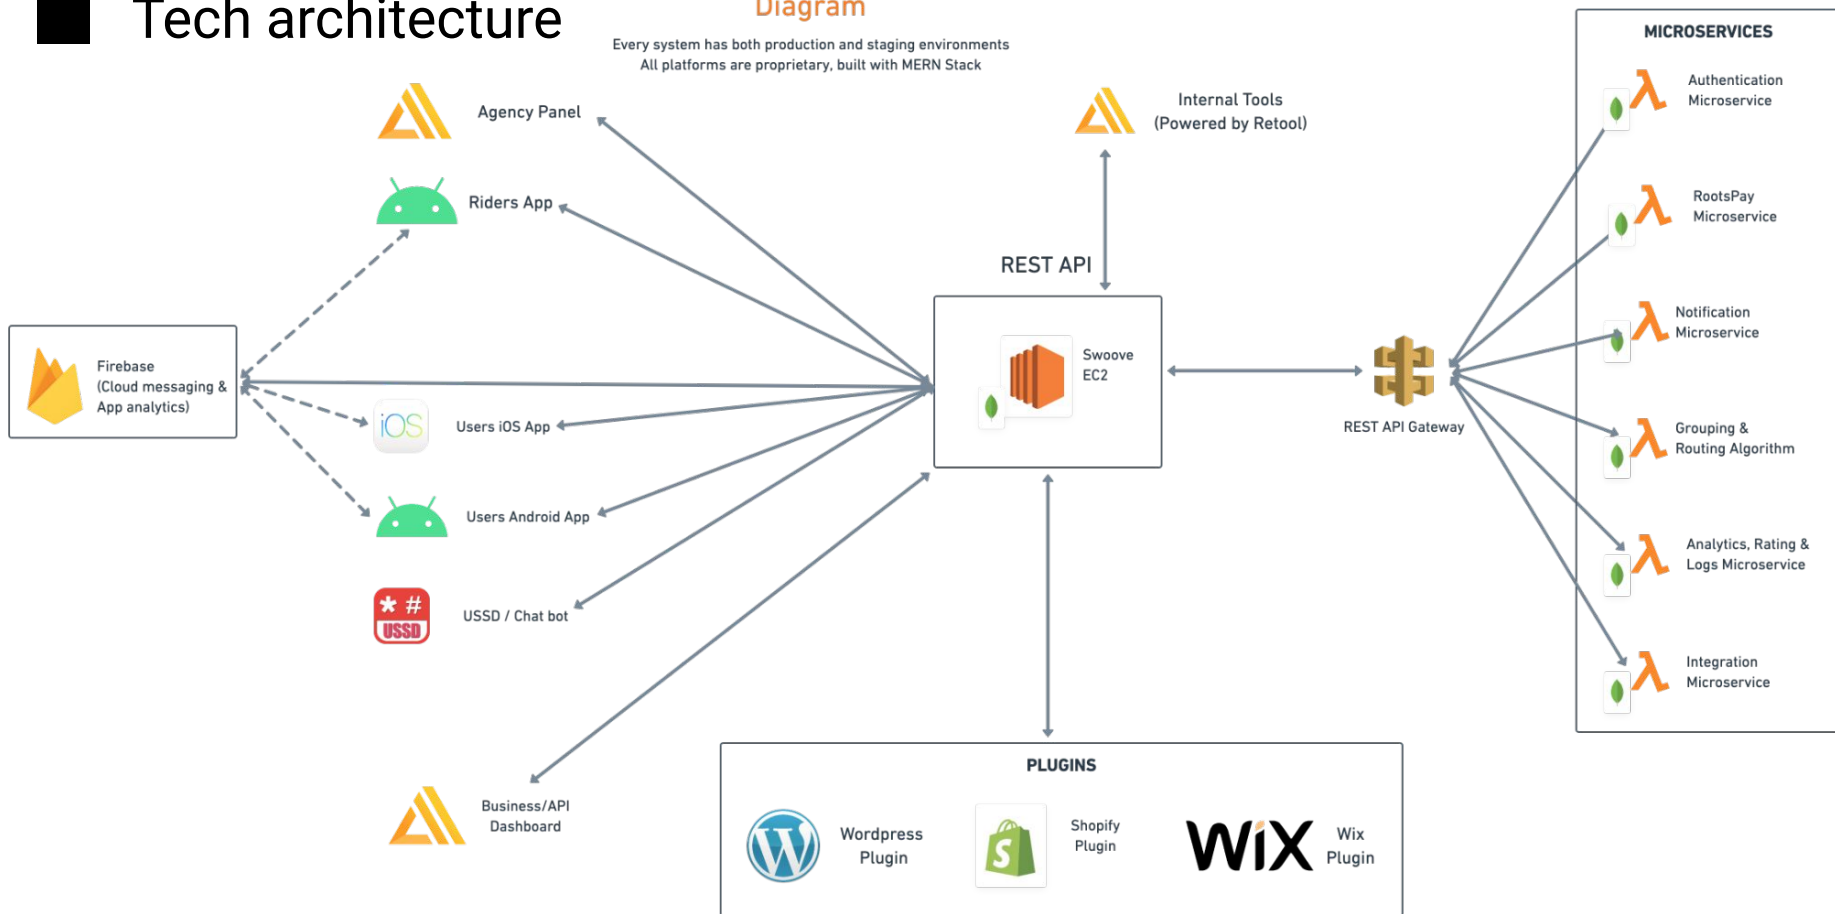 Tech architecture
Diagram
Every system has both production and staging environments
All platforms are proprietary, built with MERN Stack
MICROSERVICES
Agency Panel
Internal Tools
(Powered by Retool)
Authentication
Microservice
Riders App
RootsPay
Microservice
REST API
Notification
Microservice
Firebase
(Cloud messaging &
App analytics)
Swoove
EC2
iOS
Users iOS App
REST API Gateway
Grouping &
Routing Algorithm
Users Android App
Analytics, Rating &
Logs Microservice
* #
USSD
USSD / Chat bot
Integration
Microservice
Business/API
Dashboard
PLUGINS
Wordpress
Plugin
S
Shopify
Plugin
WiX
Wix
Plugin